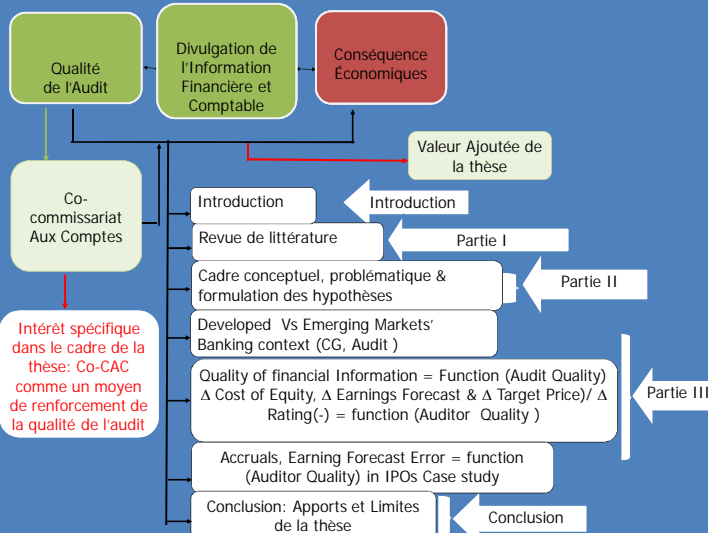 Qualité
de l'Audit
Divulgation de
l'Information
Financière et
Comptable
Conséquence
Économiques
Valeur Ajoutée de
la thèse
Co-
commissariat
Aux Comptes
Intérêt spécifique
dans le cadre de la
thèse: Co-CAC
comme un moyen
de renforcement de
la qualité de l'audit
Introduction
Introduction
Revue de littérature
Partie I
Cadre conceptuel, problématique &
formulation des hypothèses
Partie II
Developed Vs Emerging Markets'
Banking context (CG, Audit )
Quality of financial Information = Function (Audit Quality)
Δ Cost of Equity, Δ Earnings Forecast & Δ Target Price)/ Δ
Rating(-) = function (Auditor Quality )
Partie III
Accruals, Earning Forecast Error = function
(Auditor Quality) in IPOs Case study
Conclusion: Apports et Limites
de la thèse
Conclusion